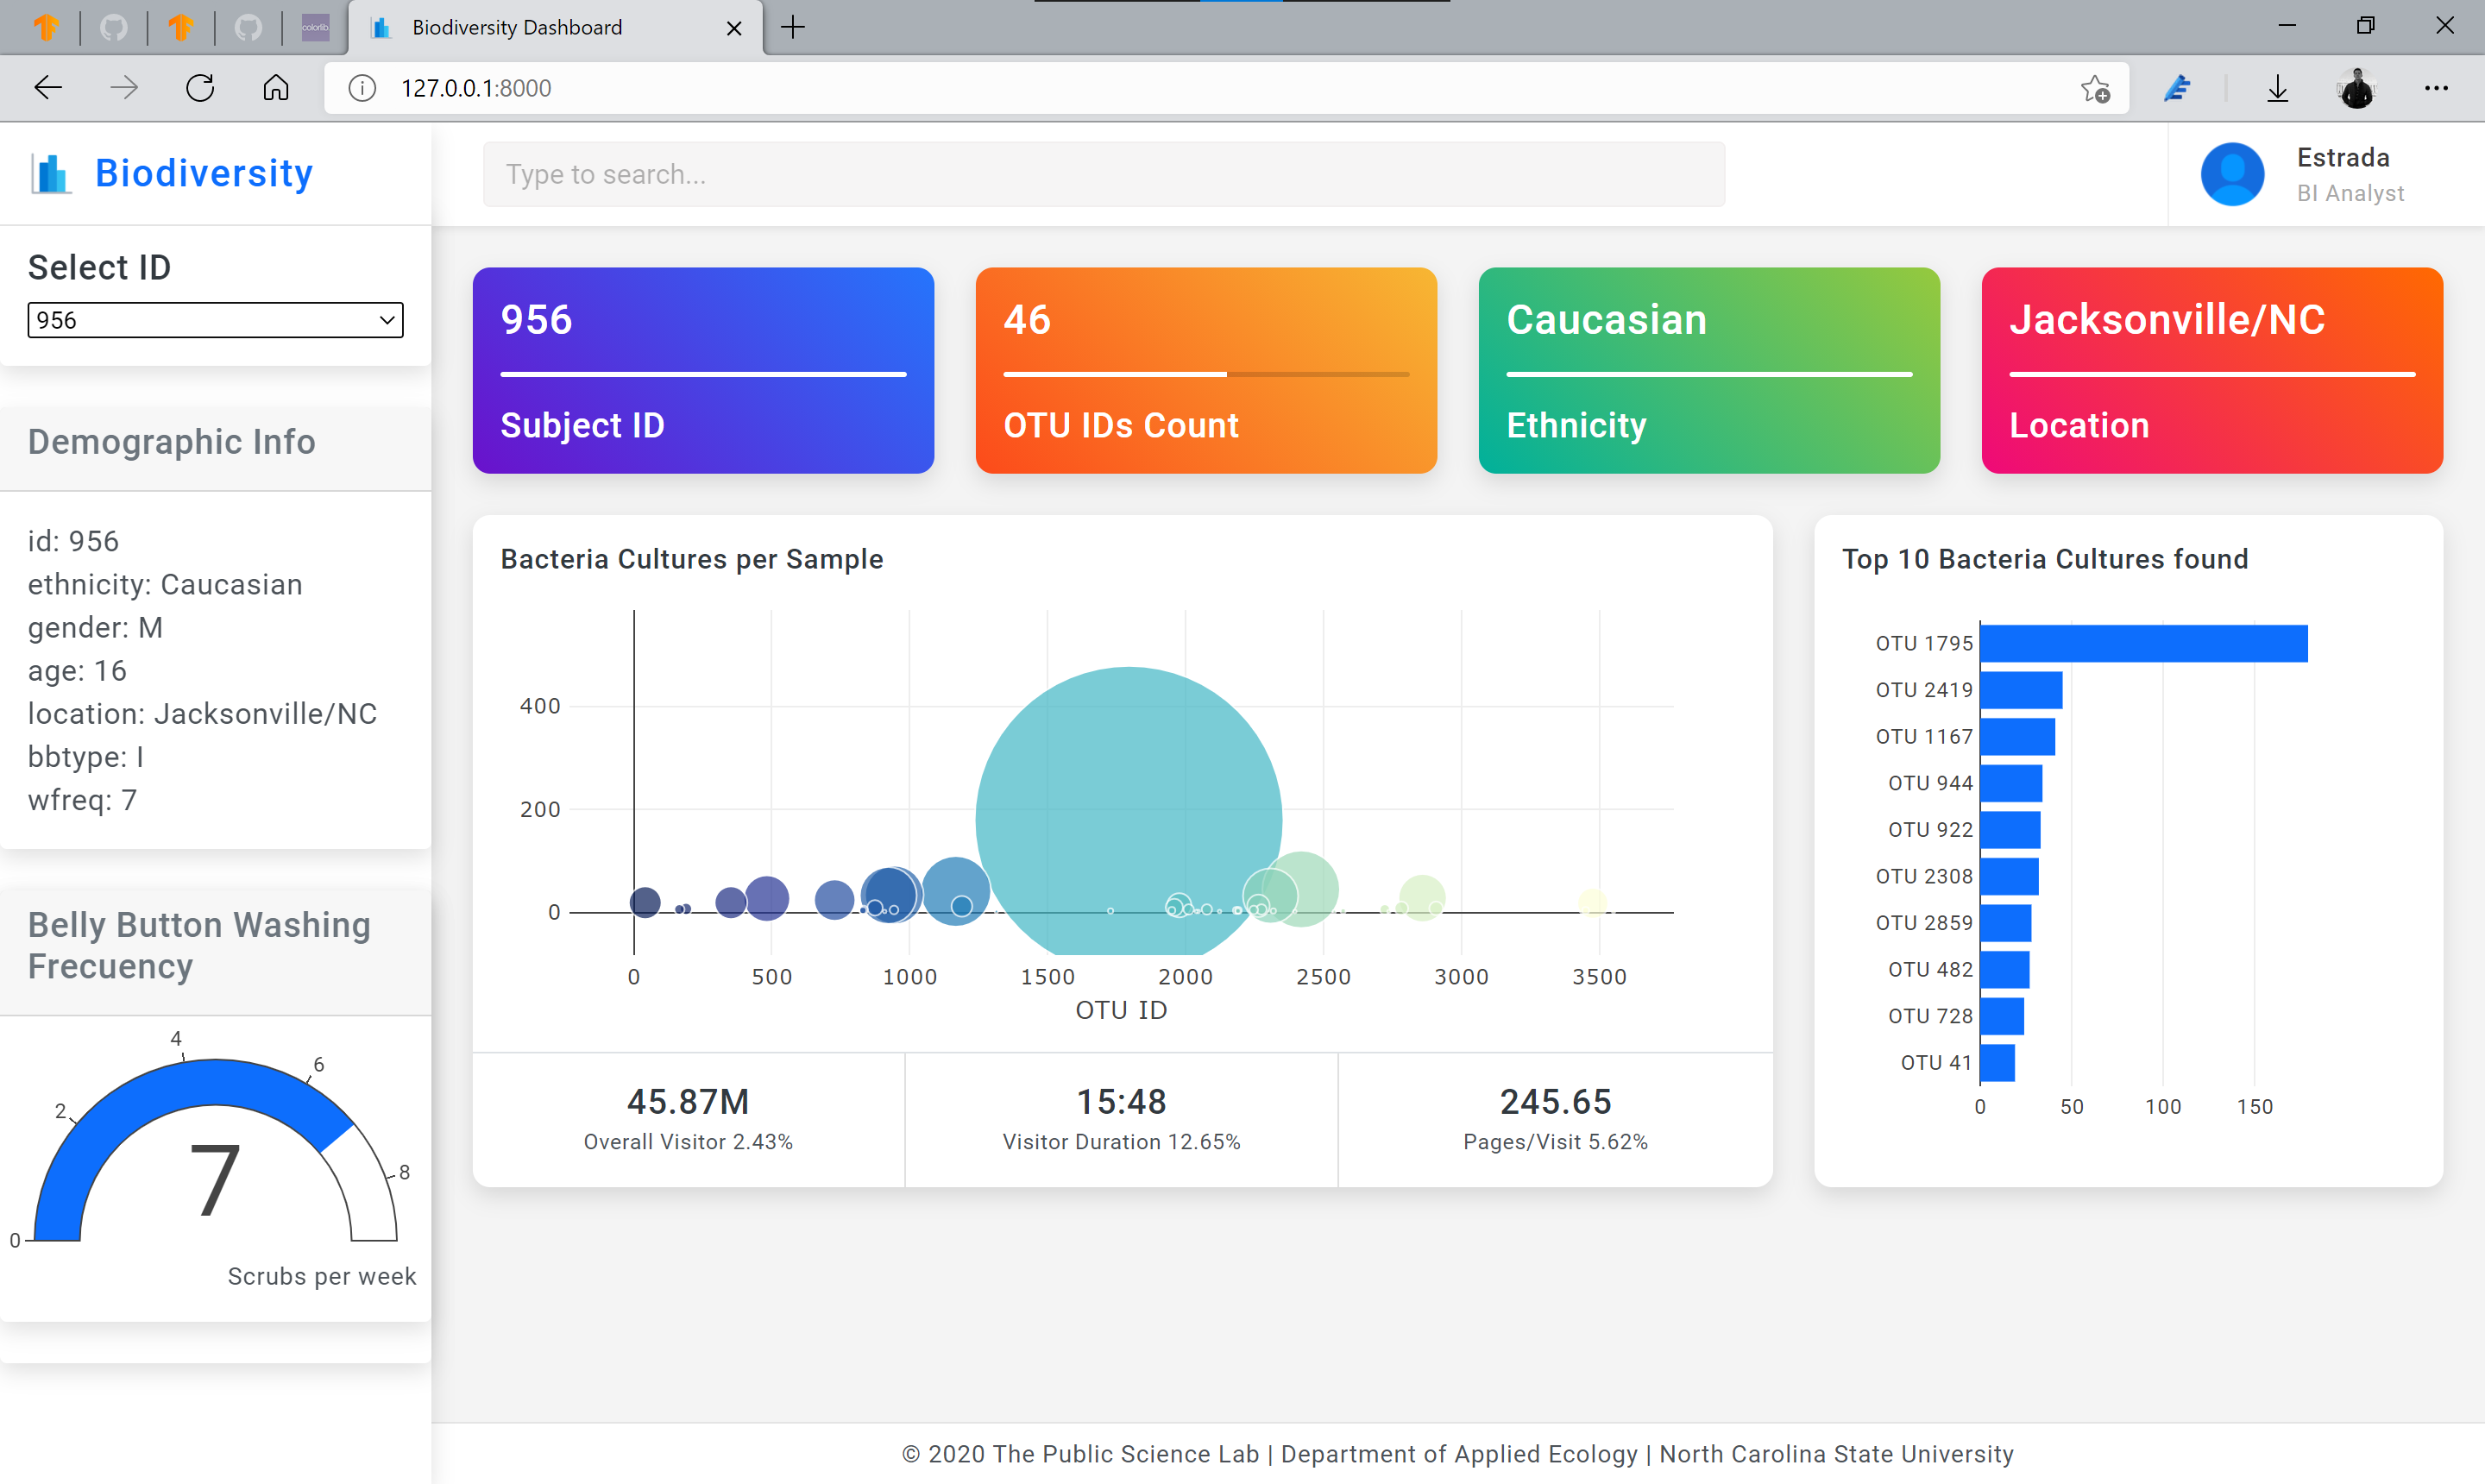 colorlib
Biodiversity Dashboard
127.0.0.1:8000
Biodiversity
Type to search...
Estrada
BI Analyst
Select ID
956
Demographic Info
id: 956
ethnicity: Caucasian
gender: M
age: 16
location: Jacksonville/NC
bbtype: I
wfreq: 7
Belly Button Washing
Frecuency
0
2
4
6
8
7
Scrubs per week
956
Subject ID
46
OTU IDs Count
Caucasian
Ethnicity
Jacksonville/NC
Location
Bacteria Cultures per Sample
400
200
0
0 500 1000 1500 2000 2500 3000 3500
OTU ID
45.87M
Overall Visitor 2.43%
15:48
Visitor Duration 12.65%
245.65
Pages/Visit 5.62%
Top 10 Bacteria Cultures found
OTU 1795
OTU 2419
OTU 1167
OTU 944
OTU 922
OTU 2308
OTU 2859
OTU 482
OTU 728
OTU 41
0 50 100 150
© 2020 The Public Science Lab | Department of Applied Ecology | North Carolina State University